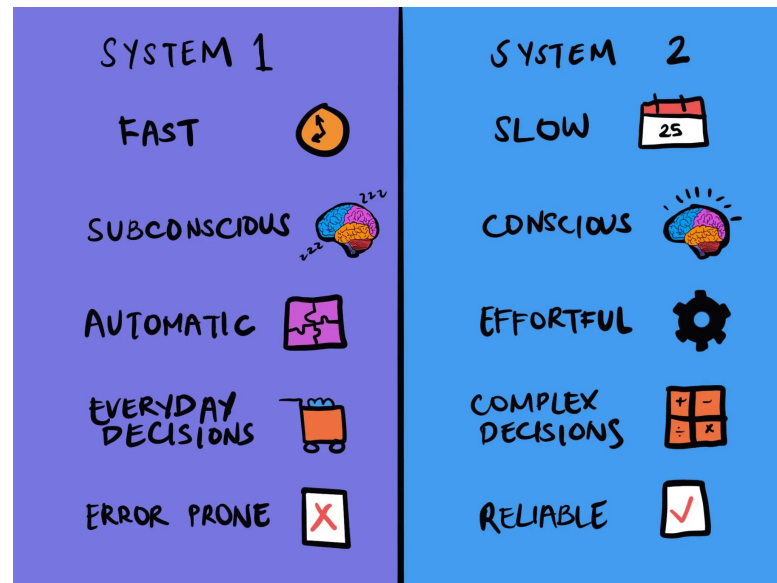 SYSTEM 1
FAST
SUBCONSCIOUS
zzz
zzz
AUTOMATIC
EVERYDAY
DECISIONS
ERROR PRONE
SYSTEM 2
SLOW
25
CONSCIOUS
EFFORTFUL
COMPLEX
DECISIONS
+ -
÷ x
RELIABLE